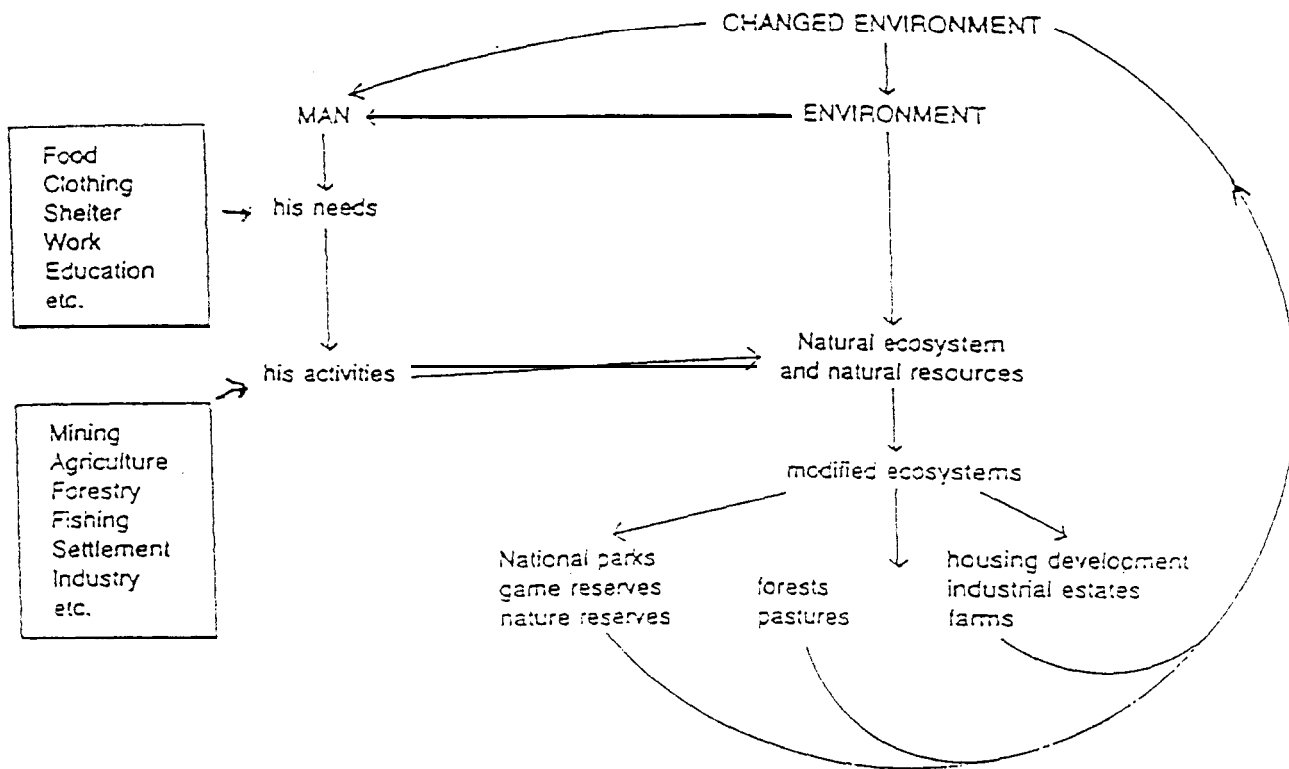 CHANGED ENVIRONMENT
MAN
ENVIRONMENT
Food
Clothing
Shelter
Work
Education
etc.
his needs
his activities
Natural ecosystem
and natural resources
Mining
Agriculture
Forestry
Fishing
Settlement
Industry
etc.
modified ecosystems
National parks
game reserves
nature reserves
forests
pastures
housing development
industrial estates
farms